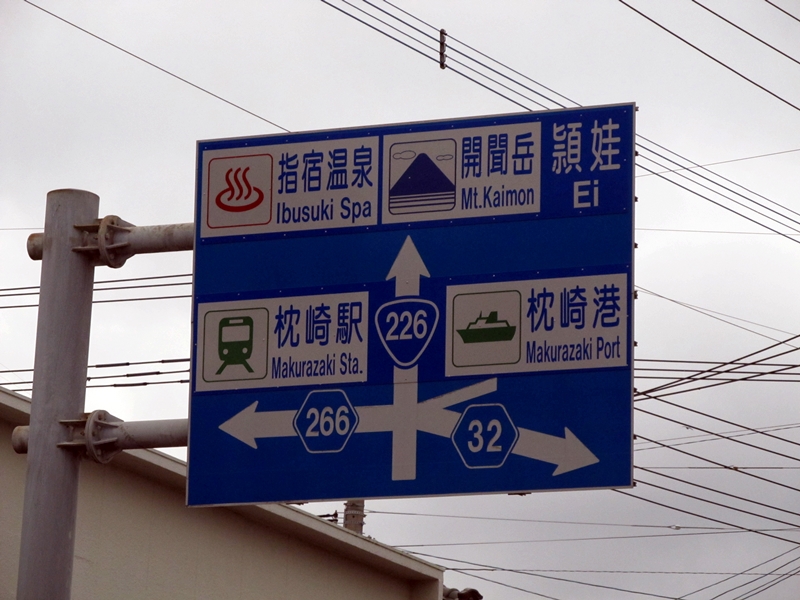 指宿温泉
Ibusuki Spa
開聞岳
Mt.Kaimon
頴娃
Ei
枕崎駅
Makurazaki Sta.
226
枕崎港
Makurazaki Port
266
32